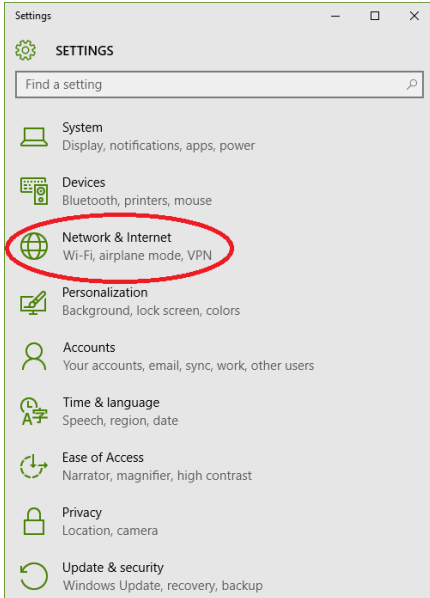 Settings
SETTINGS
Find a setting
System
Display, notifications, apps, power
Devices
Bluetooth, printers, mouse
Network & Internet
Wi-Fi, airplane mode, VPN
Personalization
Background, lock screen, colors
Accounts
Your accounts, email, sync, work, other users
Time & language
Speech, region, date
Ease of Access
Narrator, magnifier, high contrast
Privacy
Location, camera
Update & security
Windows Update, recovery, backup